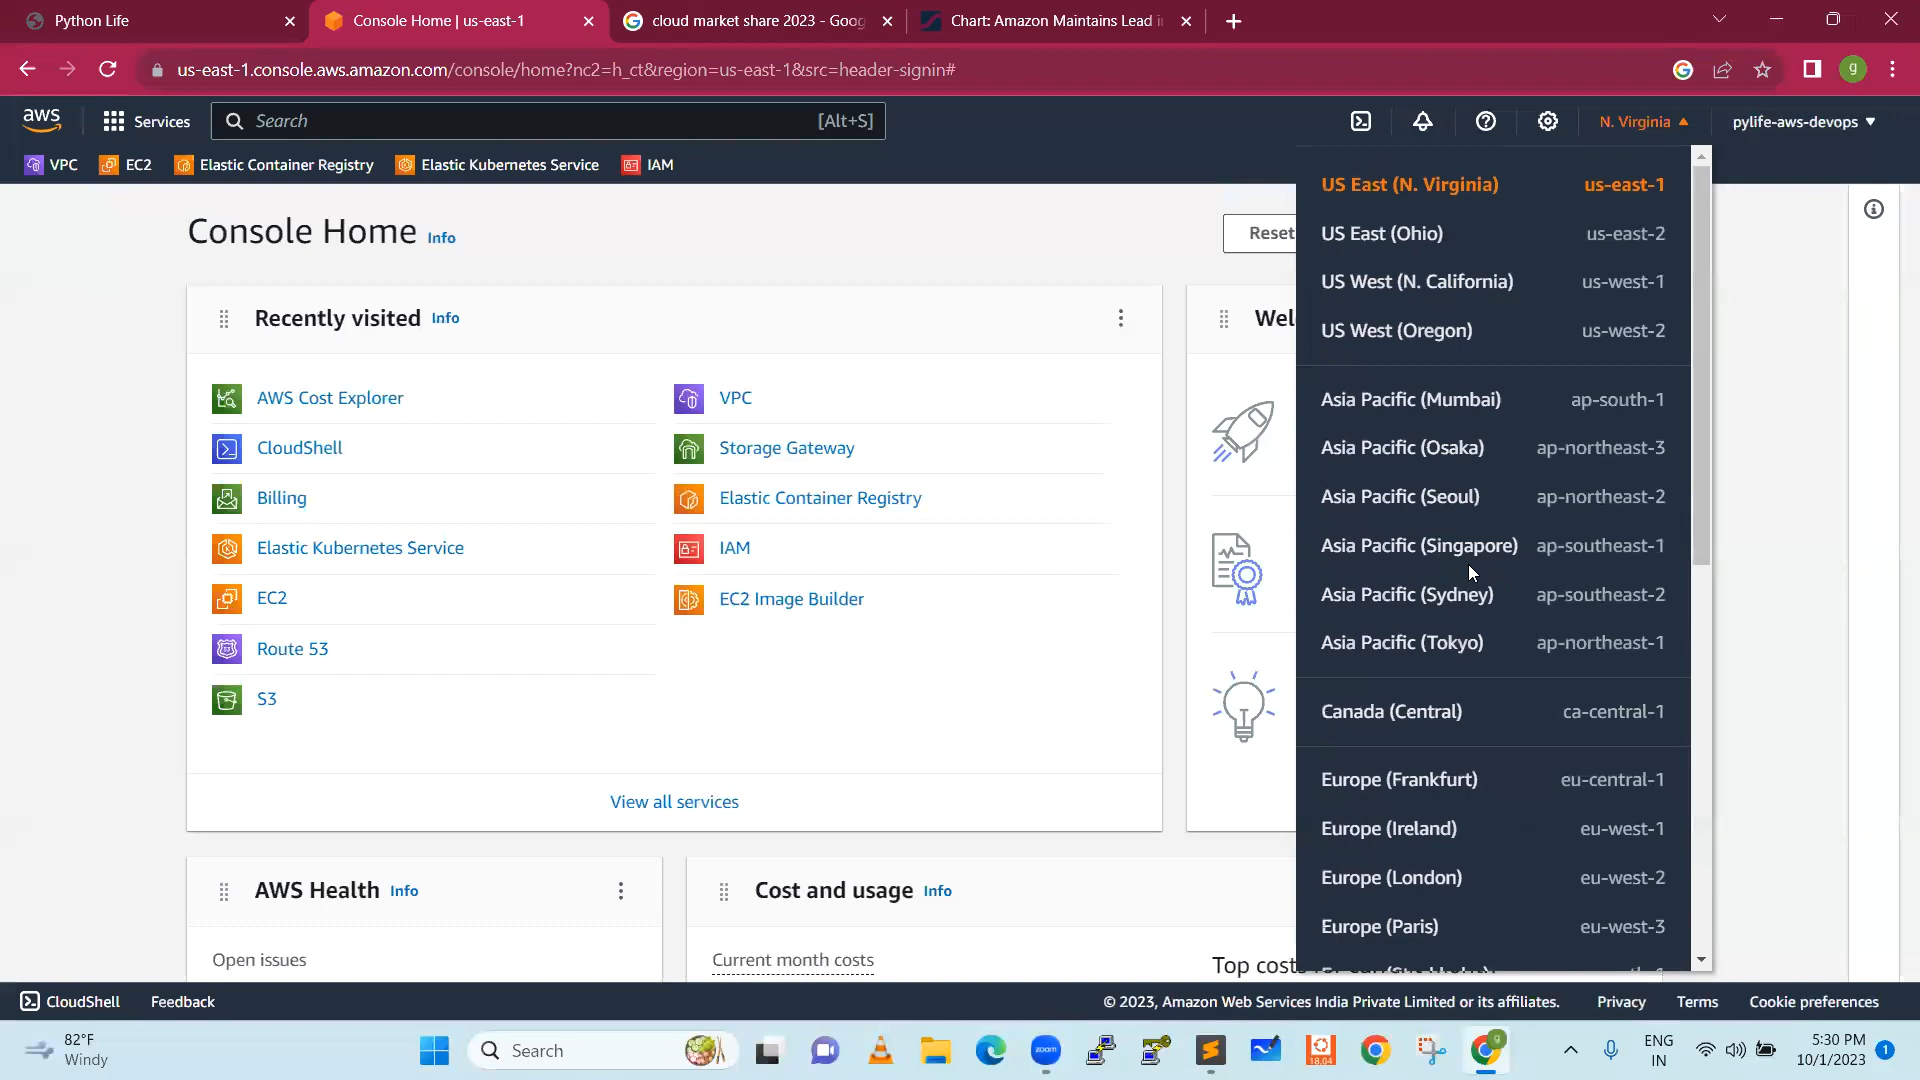 Python Life
Console Home | us-east-1
cloud market share 2023 - Goog
Chart: Amazon Maintains Lead i
us-east-1.console.aws.amazon.com/console/home?nc2=h_ct&region=us-east-1&src=header-signin#
g
aws
Services
Search
[Alt+S]
N. Virginia
pylife-aws-devops
VPC
EC2
Elastic Container Registry
Elastic Kubernetes Service
IAM
Console Home Info
Reset
Recently visited Info
AWS Cost Explorer
CloudShell
Billing
Elastic Kubernetes Service
EC2
Route 53
S3
VPC
Storage Gateway
Elastic Container Registry
IAM
EC2 Image Builder
View all services
Wel
US East (N. Virginia) us-east-1
US East (Ohio) us-east-2
US West (N. California) us-west-1
US West (Oregon) us-west-2
Asia Pacific (Mumbai) ap-south-1
Asia Pacific (Osaka) ap-northeast-3
Asia Pacific (Seoul) ap-northeast-2
Asia Pacific (Singapore) ap-southeast-1
Asia Pacific (Sydney) ap-southeast-2
Asia Pacific (Tokyo) ap-northeast-1
Canada (Central) ca-central-1
Europe (Frankfurt) eu-central-1
Europe (Ireland) eu-west-1
Europe (London) eu-west-2
Europe (Paris) eu-west-3
AWS Health Info
Open issues
Cost and usage Info
Current month costs
Top costs
CloudShell
Feedback
© 2023, Amazon Web Services India Private Limited or its affiliates.
Privacy
Terms
Cookie preferences
82°F
Windy
Search
zoom
18.04
g
ENG
IN
5:30 PM
10/1/2023
1